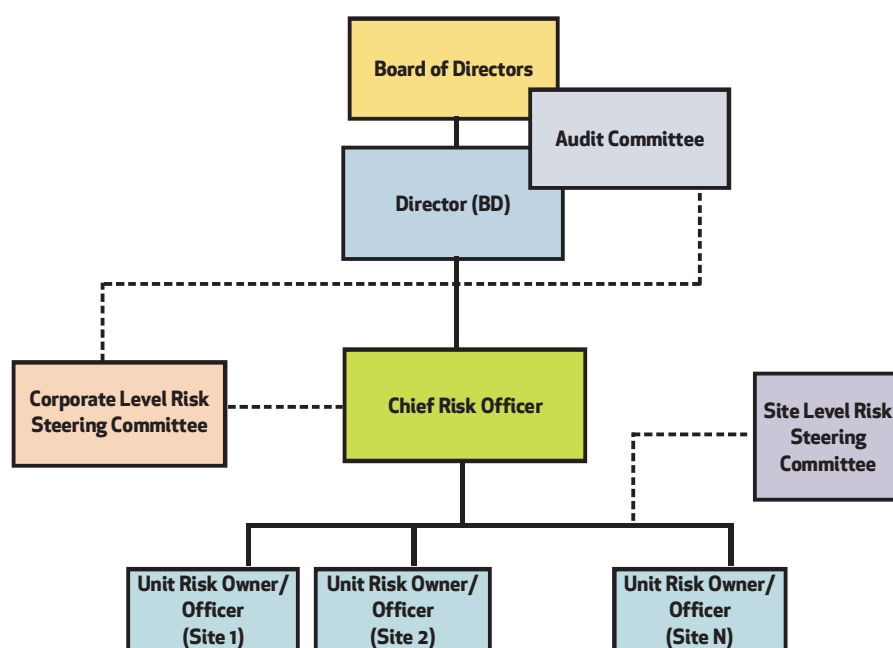 Board of Directors
Audit Committee
Director (BD)
Corporate Level Risk
Steering Committee
Chief Risk Officer
Site Level Risk
Steering
Committee
Unit Risk Owner/
Officer
(Site 1)
Unit Risk Owner/
Officer
(Site 2)
Unit Risk Owner/
Officer
(Site N)